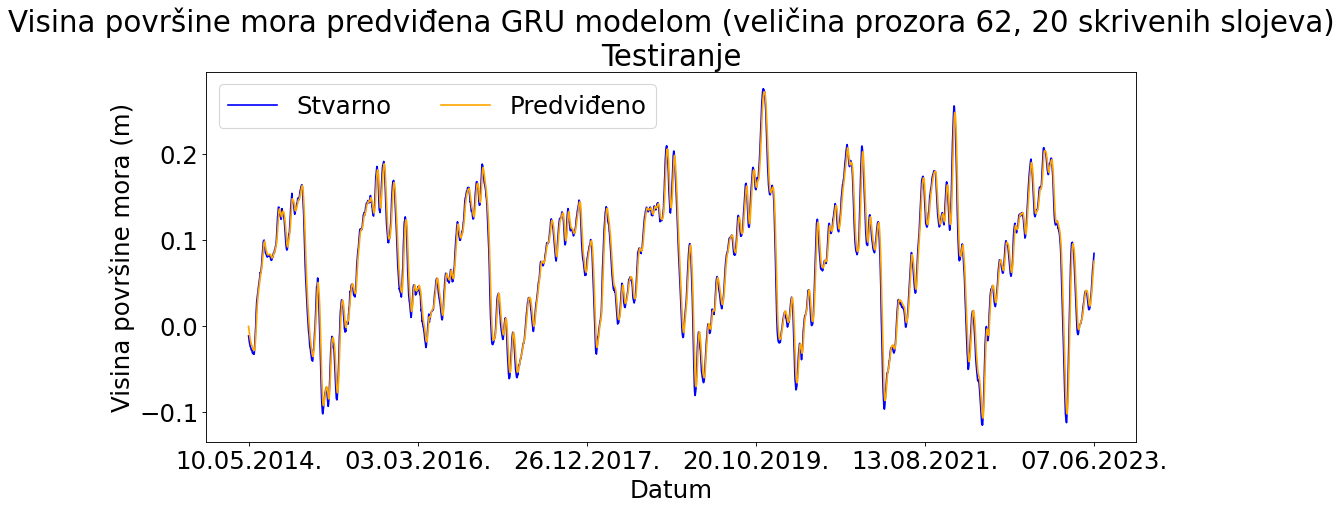 Visina površine mora predviđena GRU modelom (veličina prozora 62, 20 skrivenih slojeva)
Testiranje
Stvarno Predviđeno
Visina površine mora (m)
0.2
0.1
0.0
−0.1
10.05.2014. 03.03.2016. 26.12.2017. 20.10.2019. 13.08.2021. 07.06.2023.
Datum